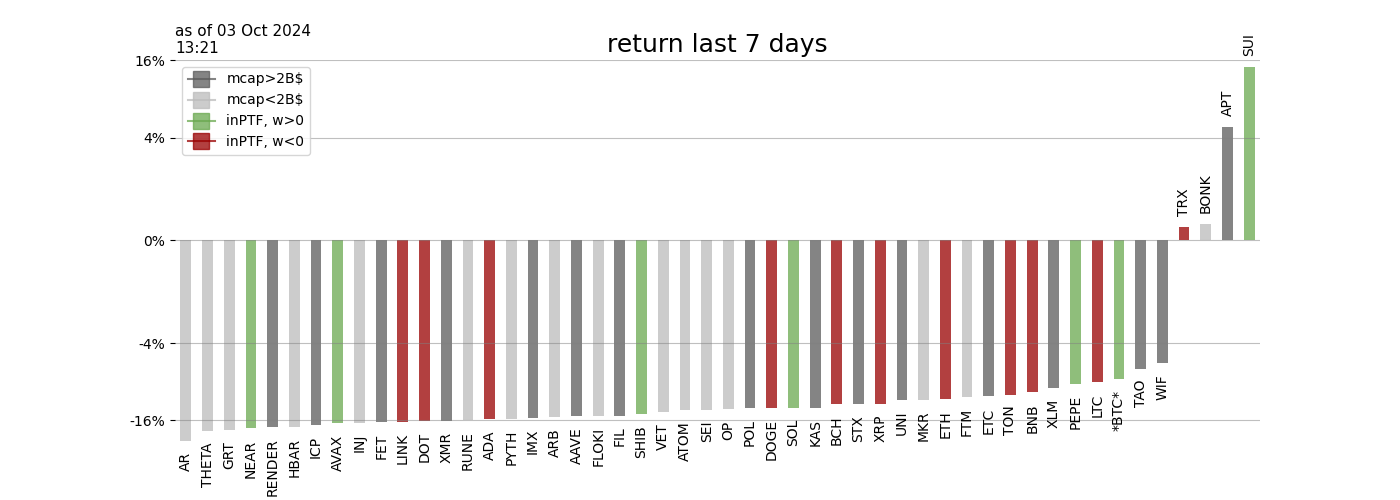 as of 03 Oct 2024
13:21
return last 7 days
16%
4%
0%
-4%
-16%
mcap>2B$
mcap<2B$
inPTF, w>0
inPTF, w<0
AR
THETA
GRT
NEAR
RENDER
HBAR
ICP
AVAX
INJ
FET
LINK
DOT
XMR
RUNE
ADA
PYTH
IMX
ARB
AAVE
FLOKI
FIL
SHIB
VET
ATOM
SEI
OP
POL
DOGE
SOL
KAS
BCH
STX
XRP
UNI
MKR
ETH
FTM
ETC
TON
BNB
XLM
PEPE
LTC
*BTC*
TAO
WIF
TRX
BONK
APT
SUI